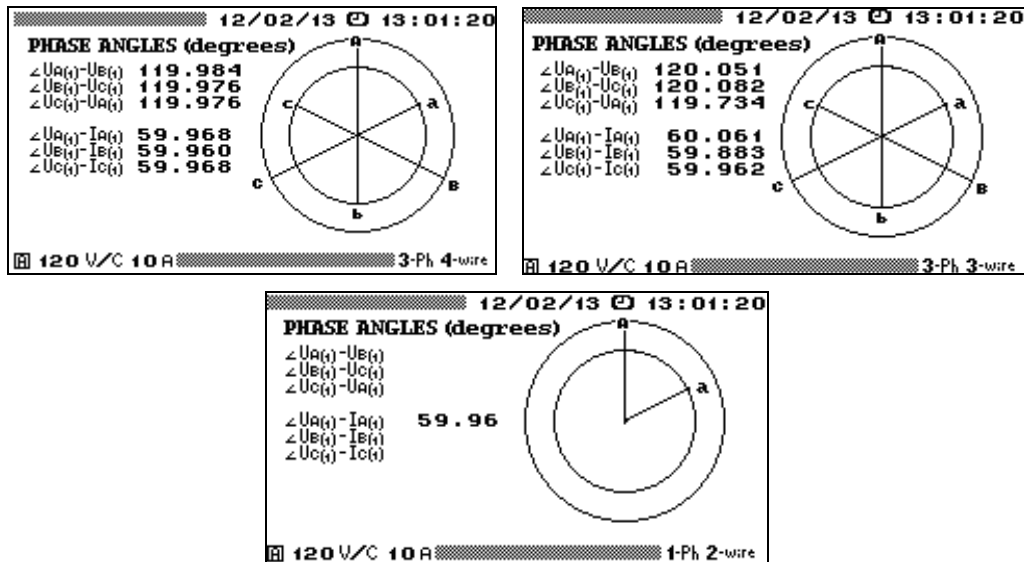 12/02/13 13:01:20
PHASE ANGLES (degrees)
∠UA(1)-UB(1) 119.984
∠UB(1)-UC(1) 119.976
∠UC(1)-UA(1) 119.976
∠UA(1)-IA(1) 59.968
∠UB(1)-IB(1) 59.960
∠UC(1)-IC(1) 59.968
A
c a
C B
b
A 120 V/C 10 A 3-Ph 4-wire
12/02/13 13:01:20
PHASE ANGLES (degrees)
∠UA(1)-UB(1) 120.051
∠UB(1)-UC(1) 120.082
∠UC(1)-UA(1) 119.734
∠UA(1)-IA(1) 60.061
∠UB(1)-IB(1) 59.883
∠UC(1)-IC(1) 59.962
A
c a
C B
b
A 120 V/C 10 A 3-Ph 3-wire
12/02/13 13:01:20
PHASE ANGLES (degrees)
∠UA(1)-UB(1)
∠UB(1)-UC(1)
∠UC(1)-UA(1)
∠UA(1)-IA(1) 59.96
∠UB(1)-IB(1)
∠UC(1)-IC(1)
A
a
A 120 V/C 10 A 1-Ph 2-wire